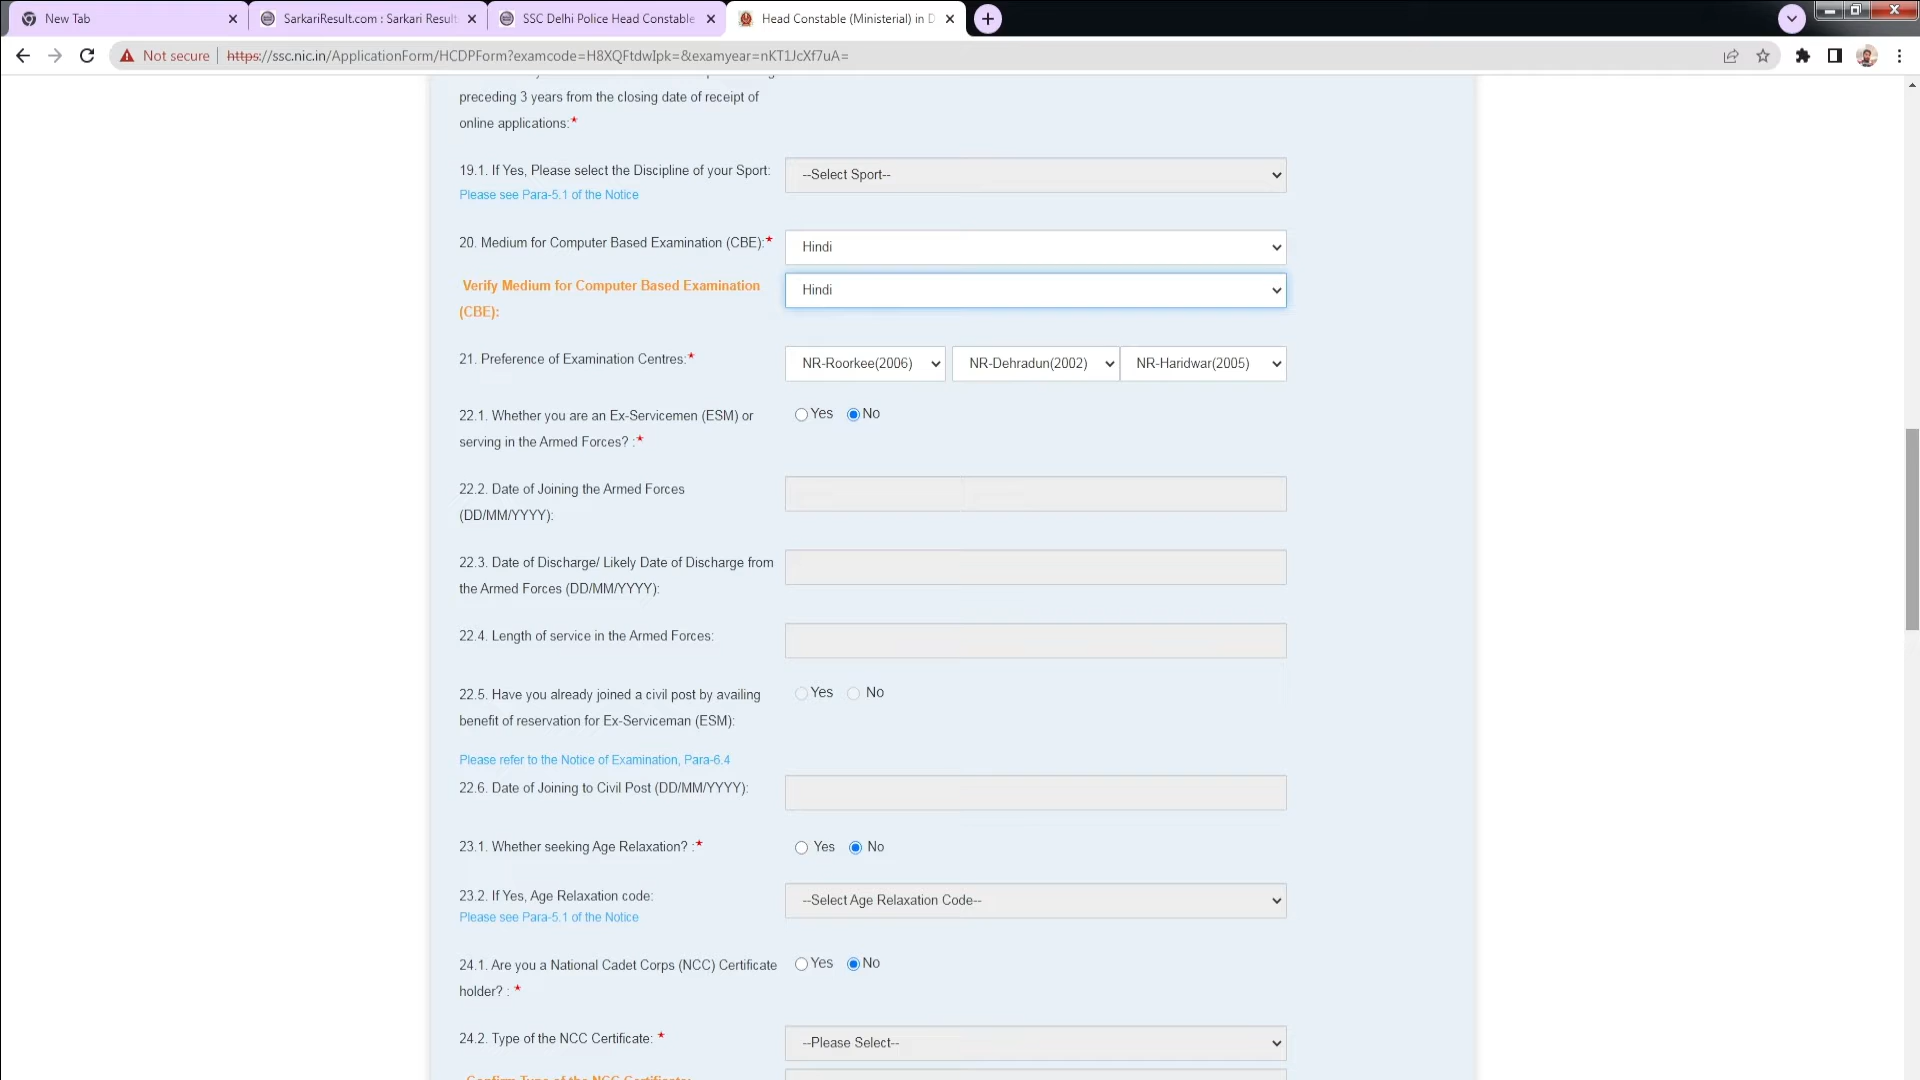 New Tab
SarkariResult.com : Sarkari Result
SSC Delhi Police Head Constable
Head Constable (Ministerial) in D
Not secure
https://ssc.nic.in/ApplicationForm/HCDPForm?examcode=H8XQFtdwIpk=&examyear=nKT1JcXf7uA=
preceding 3 years from the closing date of receipt of
online applications:*
19.1. If Yes, Please select the Discipline of your Sport:
--Select Sport--
Please see Para-5.1 of the Notice
20. Medium for Computer Based Examination (CBE):*
Hindi
Verify Medium for Computer Based Examination
(CBE):
Hindi
21. Preference of Examination Centres:*
NR-Roorkee(2006) NR-Dehradun(2002) NR-Haridwar(2005)
22.1. Whether you are an Ex-Servicemen (ESM) or
serving in the Armed Forces? :*
Yes No
22.2. Date of Joining the Armed Forces
(DD/MM/YYYY):
22.3. Date of Discharge/ Likely Date of Discharge from
the Armed Forces (DD/MM/YYYY):
22.4. Length of service in the Armed Forces:
22.5. Have you already joined a civil post by availing
benefit of reservation for Ex-Serviceman (ESM):
Yes No
Please refer to the Notice of Examination, Para-6.4
22.6. Date of Joining to Civil Post (DD/MM/YYYY):
23.1. Whether seeking Age Relaxation? :*
Yes No
23.2. If Yes, Age Relaxation code:
--Select Age Relaxation Code--
Please see Para-5.1 of the Notice
24.1. Are you a National Cadet Corps (NCC) Certificate
holder? : *
Yes No
24.2. Type of the NCC Certificate: *
--Please Select--
Confirm Type of the NCC Certificate: